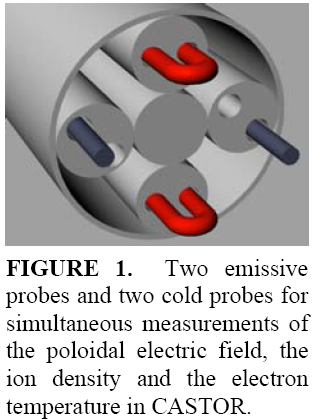 FIGURE 1. Two emissive
probes and two cold probes for
simultaneous measurements of
the poloidal electric field, the
ion density and the electron
temperature in CASTOR.